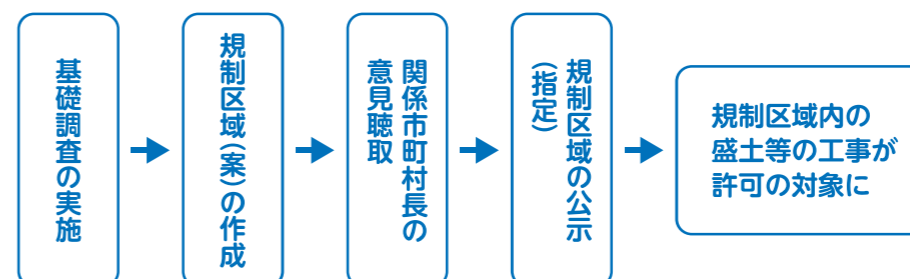 基礎調査の実施
規制区域(案)の作成
関係市町村長の
意見聴取
規制区域の公示
(指定)
規制区域内の
盛土等の工事が
許可の対象に